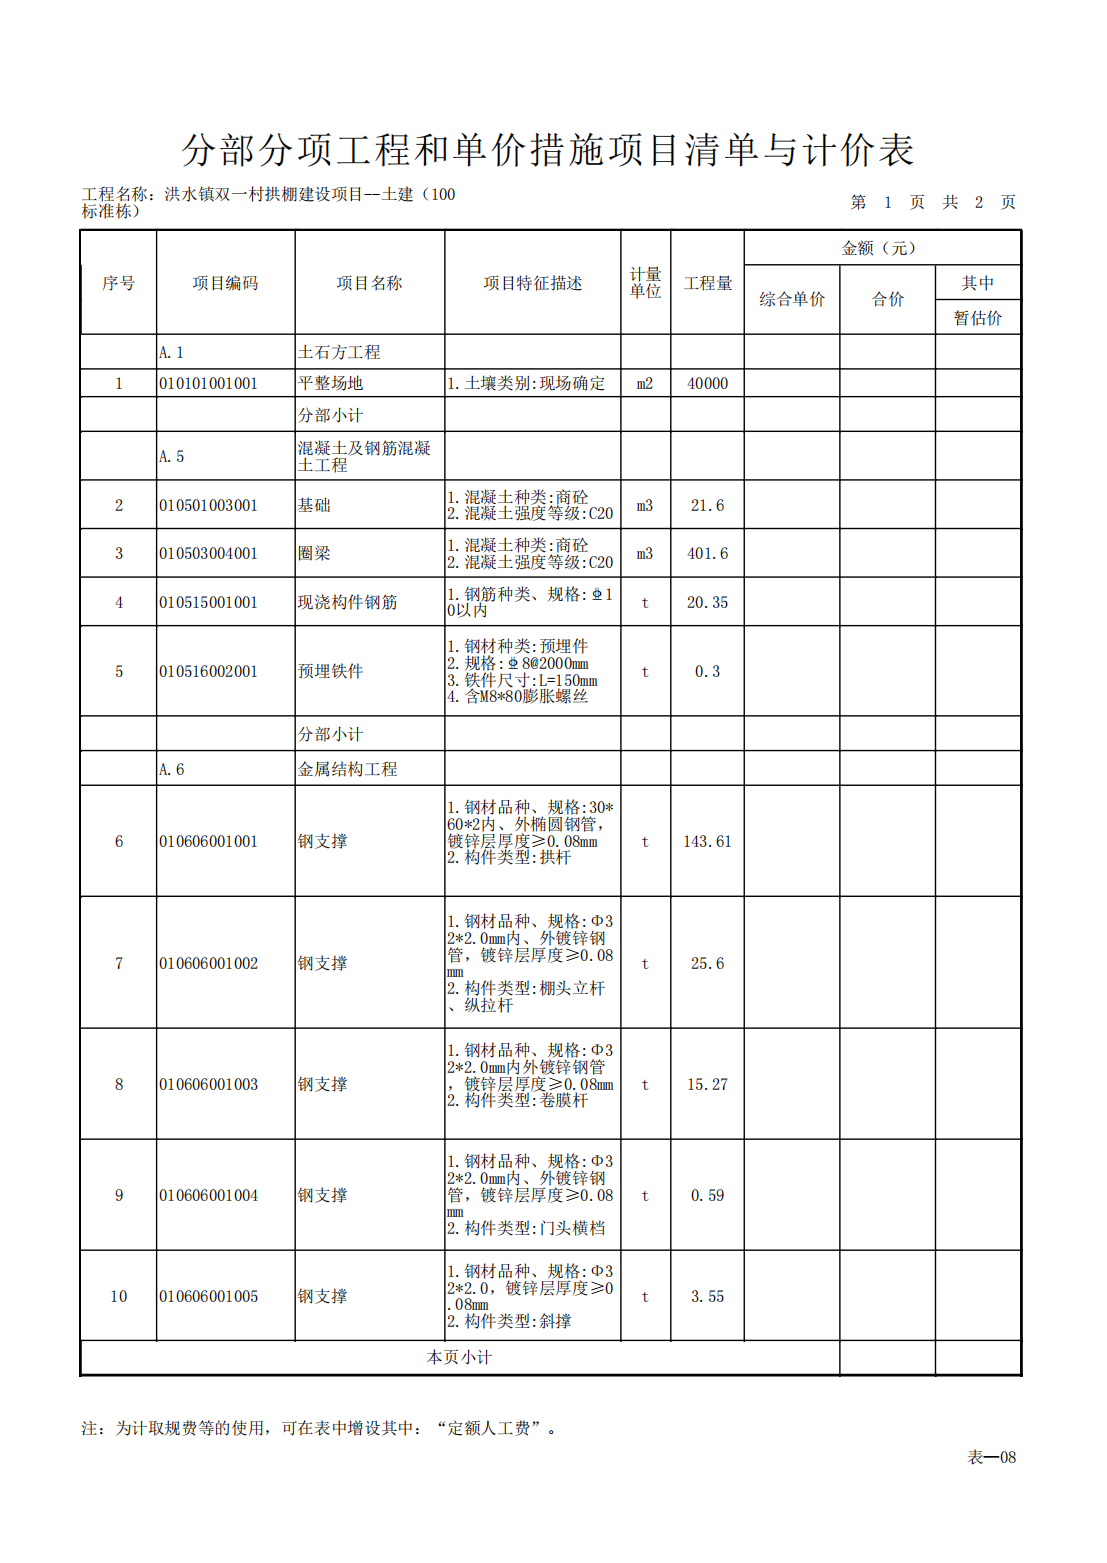 分部分项工程和单价措施项目清单与计价表
工程名称：洪水镇双一村拱棚建设项目--土建（100
标准栋）
第 1 页 共 2 页
序号 项目编码 项目名称 项目特征描述 计量单位 工程量 金额（元）
综合单价 合价 其中
暂估价
A.1 土石方工程
1 010101001001 平整场地 1.土壤类别:现场确定 m2 40000
分部小计
A.5 混凝土及钢筋混凝
土工程
2 010501003001 基础 1.混凝土种类:商砼
2.混凝土强度等级:C20 m3 21.6
3 010503004001 圈梁 1.混凝土种类:商砼
2.混凝土强度等级:C20 m3 401.6
4 010515001001 现浇构件钢筋 1.钢筋种类、规格:⏀1
0以内 t 20.35
5 010516002001 预埋铁件 1.钢材种类:预埋件
2.规格:⏀8@2000mm
3.铁件尺寸:L=150mm
4.含M8*80膨胀螺丝 t 0.3
分部小计
A.6 金属结构工程
6 010606001001 钢支撑 1.钢材品种、规格:30*
60*2内、外椭圆钢管，
镀锌层厚度≥0.08mm
2.构件类型:拱杆 t 143.61
7 010606001002 钢支撑 1.钢材品种、规格:Φ3
2*2.0mm内、外镀锌钢
管，镀锌层厚度≥0.08
mm
2.构件类型:棚头立杆
、纵拉杆 t 25.6
8 010606001003 钢支撑 1.钢材品种、规格:Φ3
2*2.0mm内外镀锌钢管
，镀锌层厚度≥0.08mm
2.构件类型:卷膜杆 t 15.27
9 010606001004 钢支撑 1.钢材品种、规格:Φ3
2*2.0mm内、外镀锌钢
管，镀锌层厚度≥0.08
mm
2.构件类型:门头横档 t 0.59
10 010606001005 钢支撑 1.钢材品种、规格:Φ3
2*2.0，镀锌层厚度≥0
.08mm
2.构件类型:斜撑 t 3.55
本页小计
注：为计取规费等的使用，可在表中增设其中：“定额人工费”。
表—08